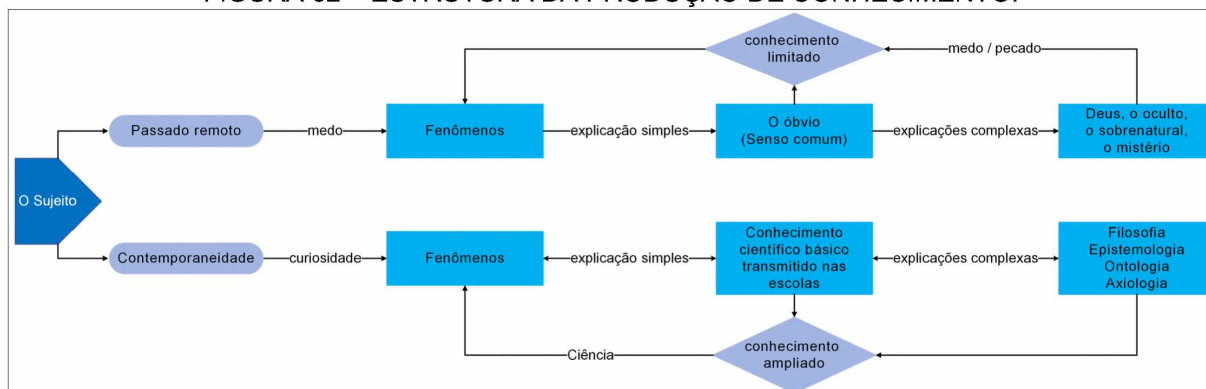 FIGURA 02 – ESTRUTURA DA PRODUÇÃO DE CONHECIMENTO.
conhecimento
limitado
medo / pecado
Passado remoto
medo
Fenômenos
explicação simples
O óbvio
(Senso comum)
explicações complexas
Deus, o oculto,
o sobrenatural,
o mistério
O Sujeito
Contemporaneidade
curiosidade
Fenômenos
explicação simples
Conhecimento
científico básico
transmitido nas
escolas
explicações complexas
Filosofia
Epistemologia
Ontologia
Axiologia
Ciência
conhecimento
ampliado